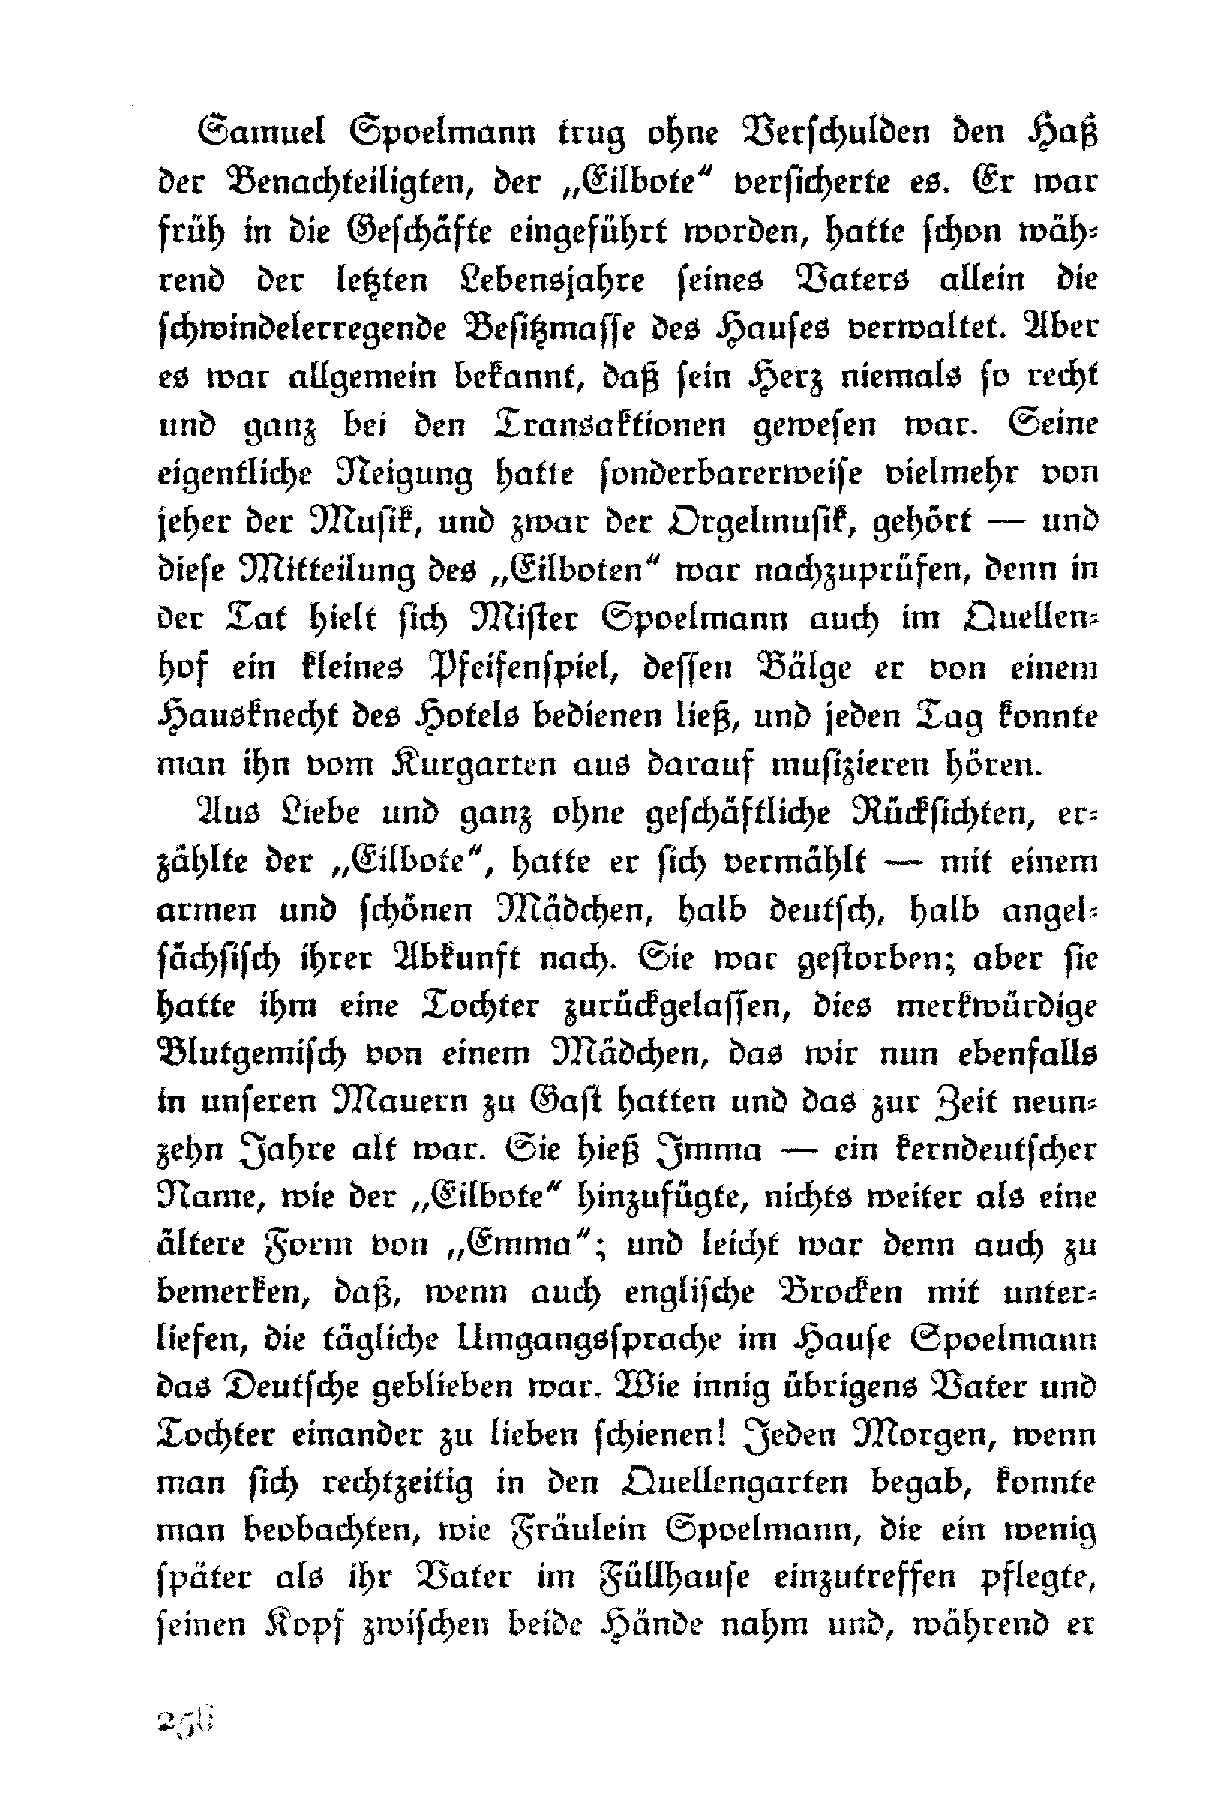 Samuel Spoelmann trug ohne Verschulden den Haß
der Benachteiligten, der „Eilbote“ versicherte es. Er war
früh in die Geschäfte eingeführt worden, hatte schon wäh-
rend der letzten Lebensjahre seines Vaters allein die
schwindelerregende Besitzmasse des Hauses verwaltet. Aber
es war allgemein bekannt, daß sein Herz niemals so recht
und ganz bei den Transaktionen gewesen war. Seine
eigentliche Neigung hatte sonderbarerweise vielmehr von
jeher der Musik, und zwar der Orgelmusik, gehört — und
diese Mitteilung des „Eilboten“ war nachzuprüfen, denn in
der Tat hielt sich Mister Spoelmann auch im Quellen-
hof ein kleines Pfeifenspiel, dessen Bälge er von einem
Hausknecht des Hotels bedienen ließ, und jeden Tag konnte
man ihn vom Kurgarten aus darauf musizieren hören.
Aus Liebe und ganz ohne geschäftliche Rücksichten, er-
zählte der „Eilbote“, hatte er sich vermählt — mit einem
armen und schönen Mädchen, halb deutsch, halb angel-
sächsisch ihrer Abkunft nach. Sie war gestorben; aber sie
hatte ihm eine Tochter zurückgelassen, dies merkwürdige
Blutgemisch von einem Mädchen, das wir nun ebenfalls
in unseren Mauern zu Gast hatten und das zur Zeit neun-
zehn Jahre alt war. Sie hieß Imma — ein kerndeutscher
Name, wie der „Eilbote“ hinzufügte, nichts weiter als eine
ältere Form von „Emma“; und leicht war denn auch zu
bemerken, daß, wenn auch englische Brocken mit unter-
liefen, die tägliche Umgangssprache im Hause Spoelmann
das Deutsche geblieben war. Wie innig übrigens Vater und
Tochter einander zu lieben schienen! Jeden Morgen, wenn
man sich rechtzeitig in den Quellengarten begab, konnte
man beobachten, wie Fräulein Spoelmann, die ein wenig
später als ihr Vater im Füllhause einzutreffen pflegte,
seinen Kopf zwischen beide Hände nahm und, während er
256